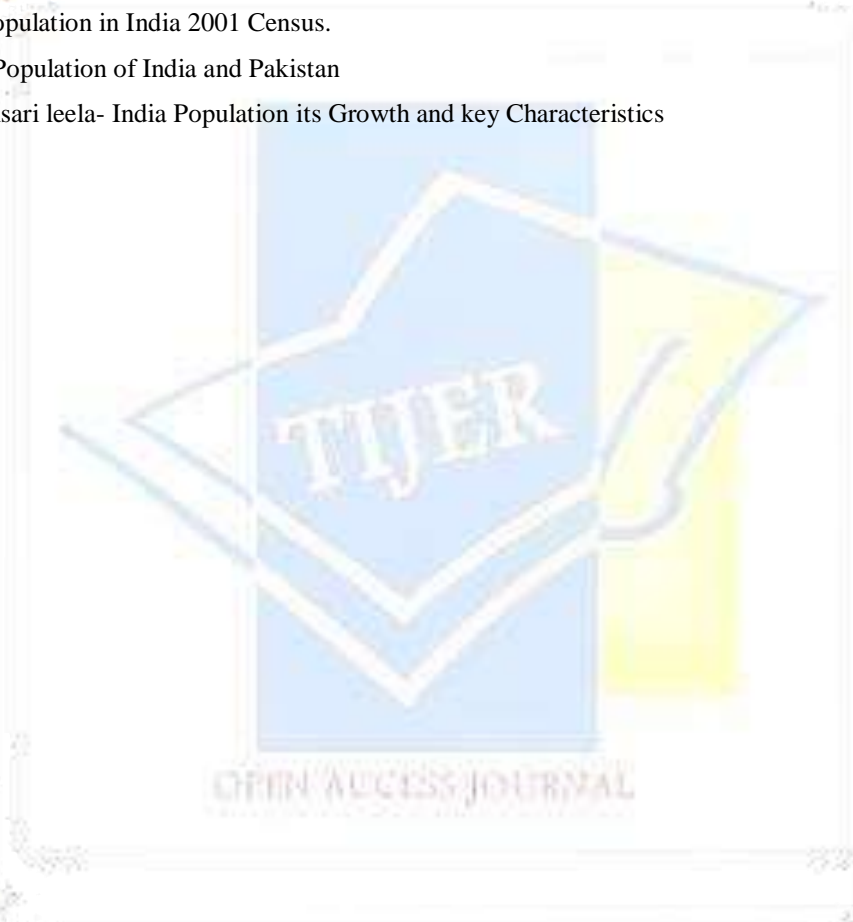 opulation in India 2001 Census.
Population of India and Pakistan
sari leela- India Population its Growth and key Characteristics
TIJER
OPEN ACCESS JOURNAL